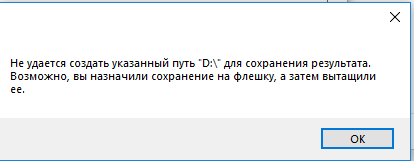 Не удается создать указанный путь "D:\" для сохранения результата.
Возможно, вы назначили сохранение на флешку, а затем вытащили
ее.
OK